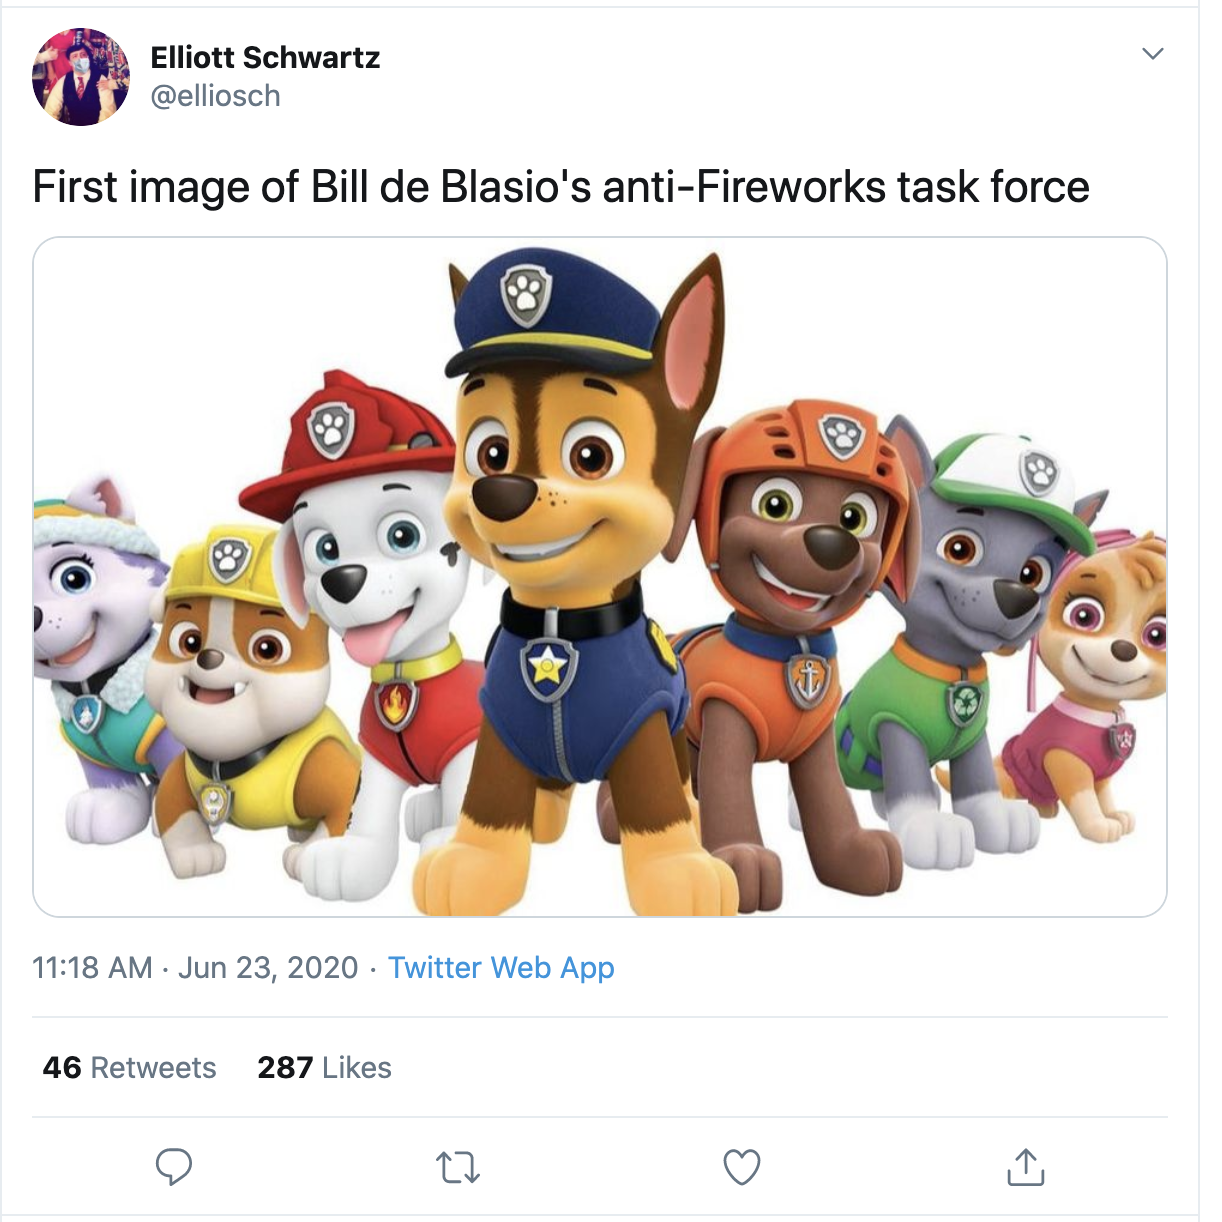 Elliott Schwartz
@elliosch
First image of Bill de Blasio's anti-Fireworks task force
11:18 AM · Jun 23, 2020 · Twitter Web App
46 Retweets 287 Likes